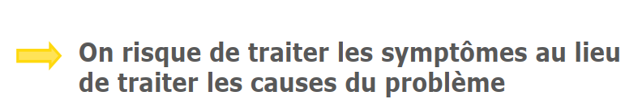 On risque de traiter les symptômes au lieu
de traiter les causes du problème